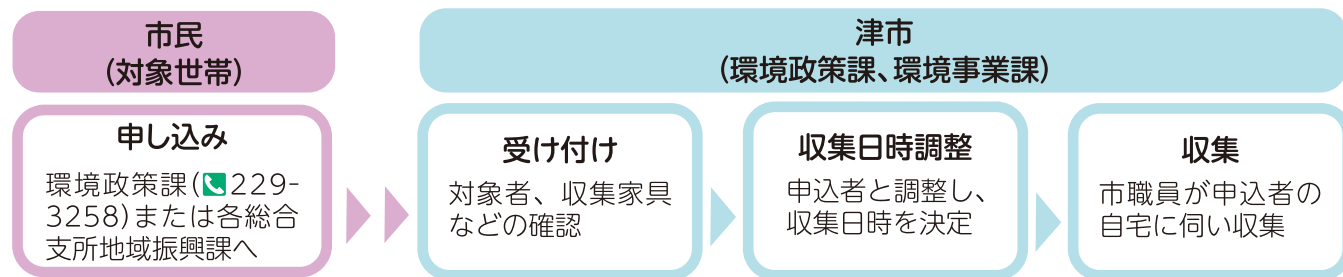 市民
(対象世帯)
津市
(環境政策課、環境事業課)
申し込み
環境政策課(229-
3258)または各総合
支所地域振興課へ
受け付け
対象者、収集家具
などの確認
収集日時調整
申込者と調整し、
収集日時を決定
収集
市職員が申込者の
自宅に伺い収集